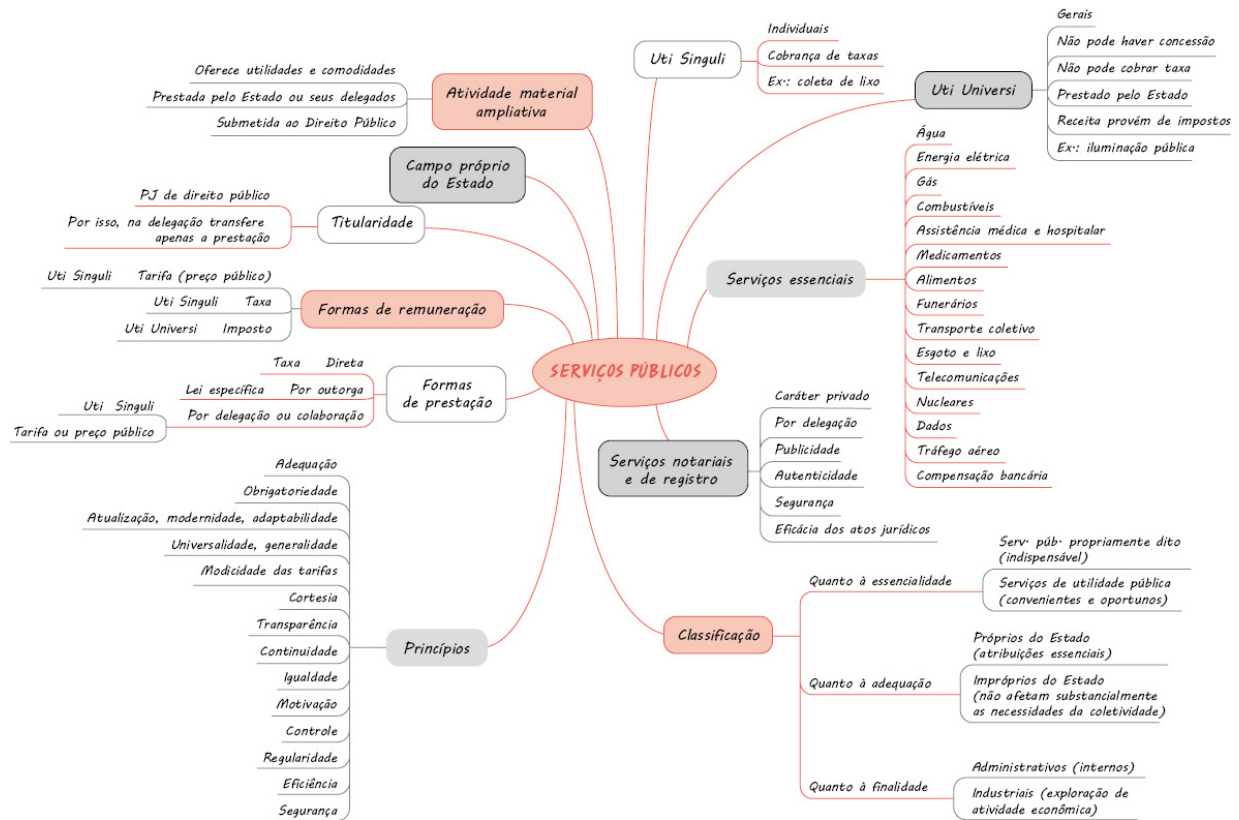 SERVIÇOS PÚBLICOS
Atividade material
ampliativa
Oferece utilidades e comodidades
Prestada pelo Estado ou seus delegados
Submetida ao Direito Público
Campo próprio
do Estado
Titularidade
PJ de direito público
Por isso, na delegação transfere
apenas a prestação
Formas de remuneração
Uti Singuli Tarifa (preço público)
Uti Singuli Taxa
Uti Universi Imposto
Formas
de prestação
Taxa Direta
Lei específica Por outorga
Por delegação ou colaboração
Uti Singuli
Tarifa ou preço público
Princípios
Adequação
Obrigatoriedade
Atualização, modernidade, adaptabilidade
Universalidade, generalidade
Modicidade das tarifas
Cortesia
Transparência
Continuidade
Igualdade
Motivação
Controle
Regularidade
Eficiência
Segurança
Uti Singuli
Individuais
Cobrança de taxas
Ex.: coleta de lixo
Uti Universi
Gerais
Não pode haver concessão
Não pode cobrar taxa
Prestado pelo Estado
Receita provém de impostos
Ex.: iluminação pública
Serviços essenciais
Água
Energia elétrica
Gás
Combustíveis
Assistência médica e hospitalar
Medicamentos
Alimentos
Funerários
Transporte coletivo
Esgoto e lixo
Telecomunicações
Nucleares
Dados
Tráfego aéreo
Compensação bancária
Serviços notariais
e de registro
Caráter privado
Por delegação
Publicidade
Autenticidade
Segurança
Eficácia dos atos jurídicos
Classificação
Quanto à essencialidade
Serv. púb. propriamente dito
(indispensável)
Serviços de utilidade pública
(convenientes e oportunos)
Quanto à adequação
Próprios do Estado
(atribuições essenciais)
Impróprios do Estado
(não afetam substancialmente
as necessidades da coletividade)
Quanto à finalidade
Administrativos (internos)
Industriais (exploração de
atividade econômica)